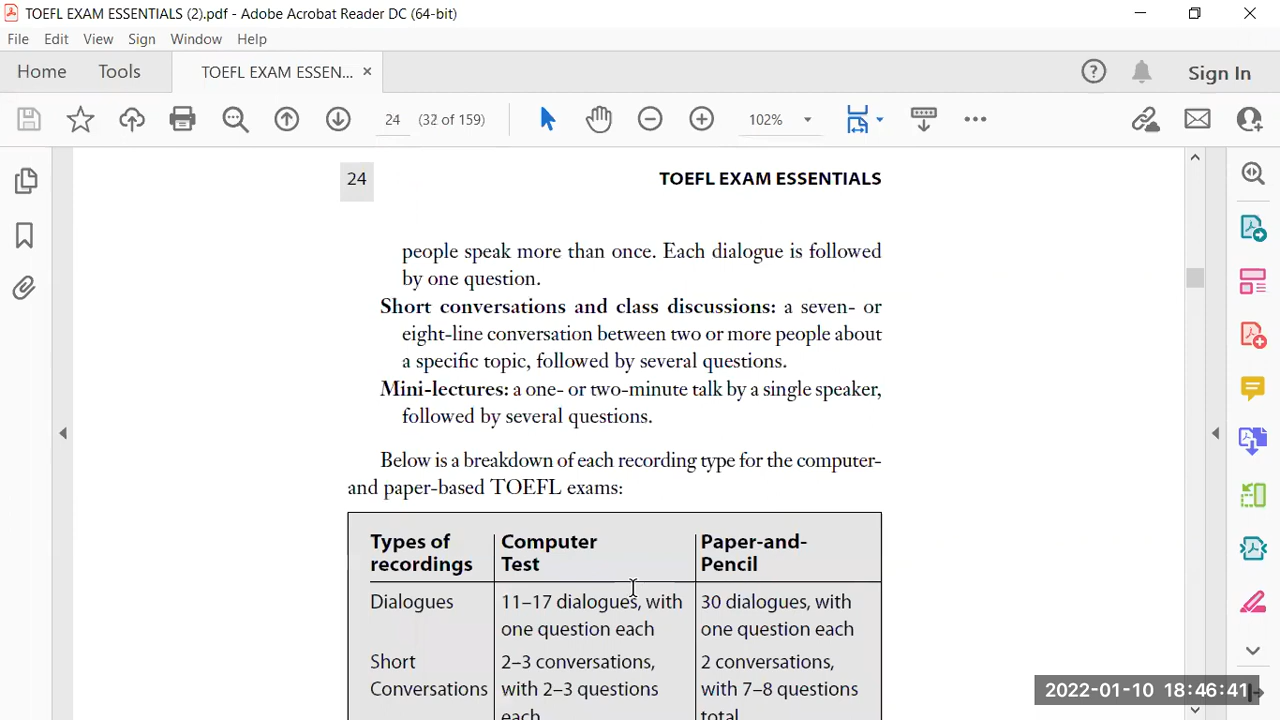 TOEFL EXAM ESSENTIALS (2).pdf - Adobe Acrobat Reader DC (64-bit)
File Edit View Sign Window Help
Home Tools TOEFL EXAM ESSEN... × Sign In
24 (32 of 159) 102%
24 TOEFL EXAM ESSENTIALS
people speak more than once. Each dialogue is followed
by one question.
Short conversations and class discussions: a seven- or
eight-line conversation between two or more people about
a specific topic, followed by several questions.
Mini-lectures: a one- or two-minute talk by a single speaker,
followed by several questions.
Below is a breakdown of each recording type for the computer-
and paper-based TOEFL exams:
Types of Computer Paper-and-
recordings Test Pencil
Dialogues 11–17 dialogues, with 30 dialogues, with
one question each one question each
Short 2–3 conversations, 2 conversations,
Conversations with 2–3 questions with 7–8 questions
each total
2022-01-10 18:46:41